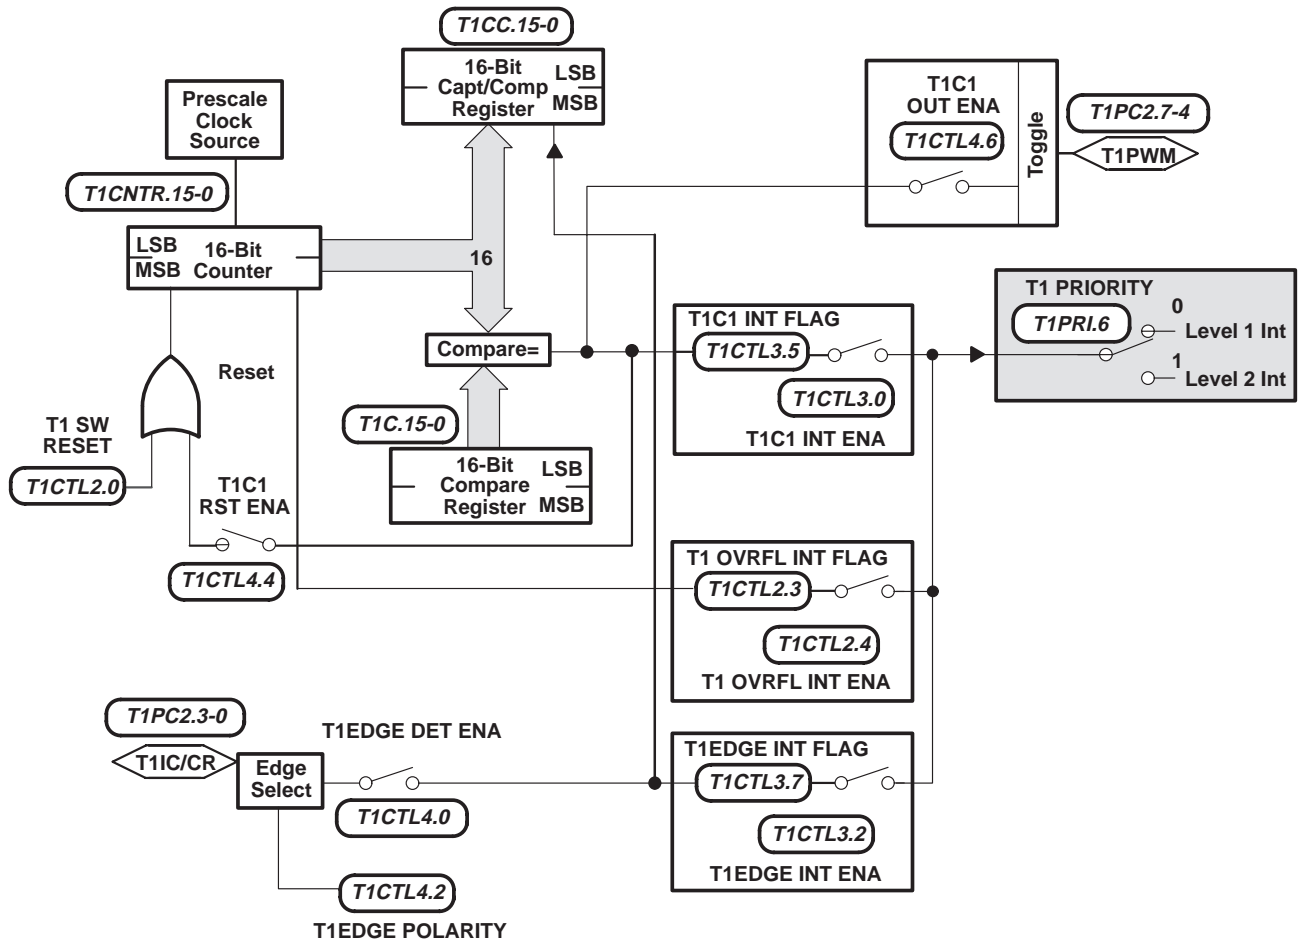 T1CC.15-0
16-Bit
Capt/Comp
Register
LSB
MSB
Prescale
Clock
Source
T1CNTR.15-0
LSB
MSB
16-Bit
Counter
16
T1C1
OUT ENA
T1CTL4.6
Toggle
T1PC2.7-4
T1PWM
Compare=
T1C1 INT FLAG
T1CTL3.5
T1CTL3.0
T1C1 INT ENA
T1 PRIORITY
T1PRI.6
0
Level 1 Int
1
Level 2 Int
Reset
T1 SW
RESET
T1CTL2.0
T1C.15-0
16-Bit
Compare
Register
LSB
MSB
T1C1
RST ENA
T1CTL4.4
T1 OVRFL INT FLAG
T1CTL2.3
T1CTL2.4
T1 OVRFL INT ENA
T1PC2.3-0
T1IC/CR
Edge
Select
T1EDGE DET ENA
T1CTL4.0
T1EDGE INT FLAG
T1CTL3.7
T1CTL3.2
T1EDGE INT ENA
T1CTL4.2
T1EDGE POLARITY